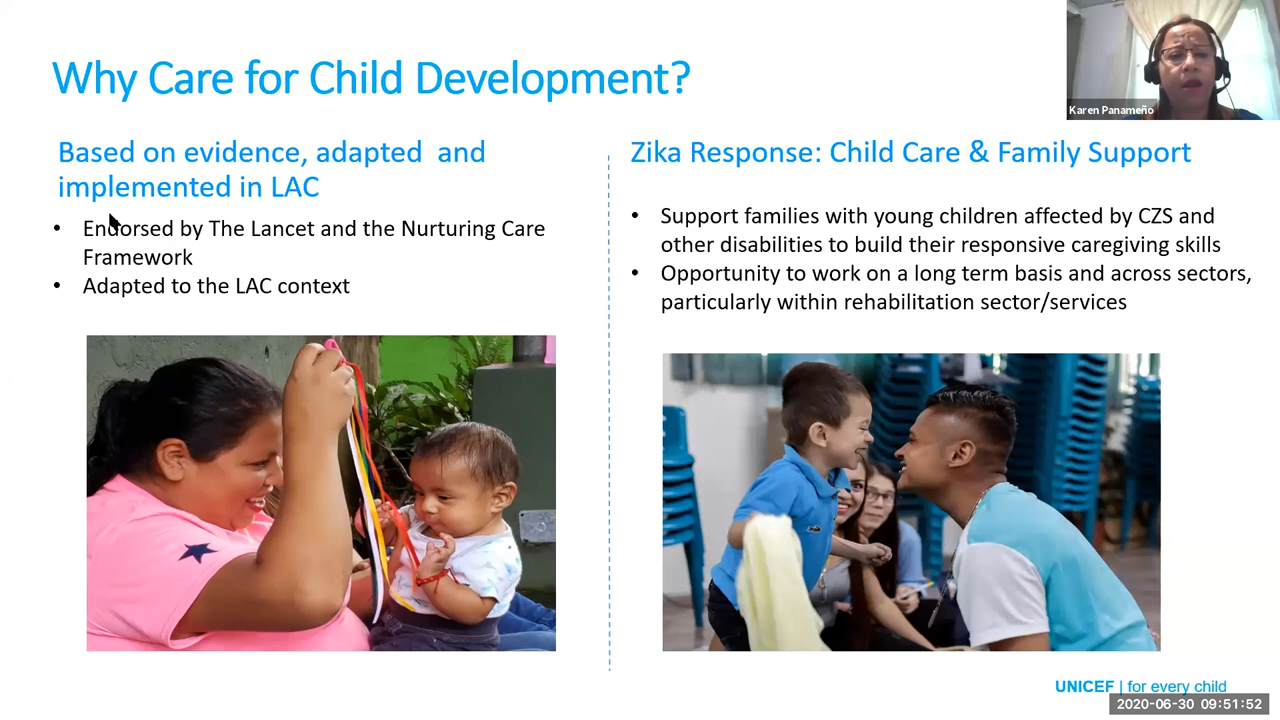 Why Care for Child Development?
Karen Panameño
Based on evidence, adapted and
implemented in LAC
• Endorsed by The Lancet and the Nurturing Care
Framework
• Adapted to the LAC context
Zika Response: Child Care & Family Support
• Support families with young children affected by CZS and
other disabilities to build their responsive caregiving skills
• Opportunity to work on a long term basis and across sectors,
particularly within rehabilitation sector/services
UNICEF | for every child
2020-06-30 09:51:52